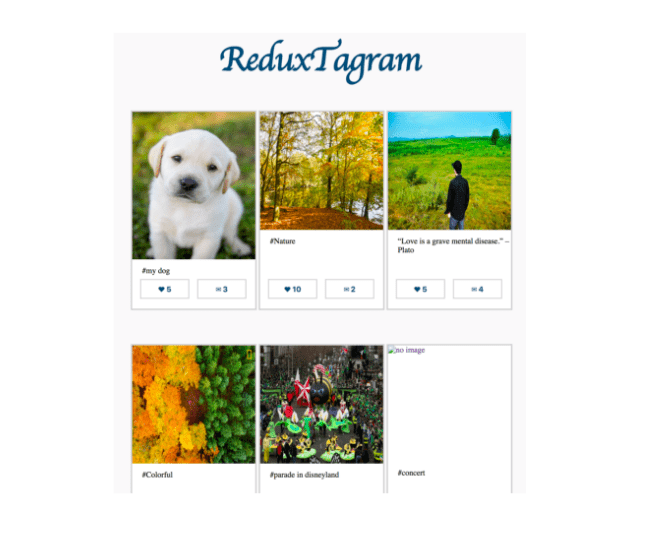 ReduxTagram
#my dog
5
3
#Nature
10
2
“Love is a grave mental disease.” –
Plato
5
4
#Colorful
#parade in disneyland
no image
#concert